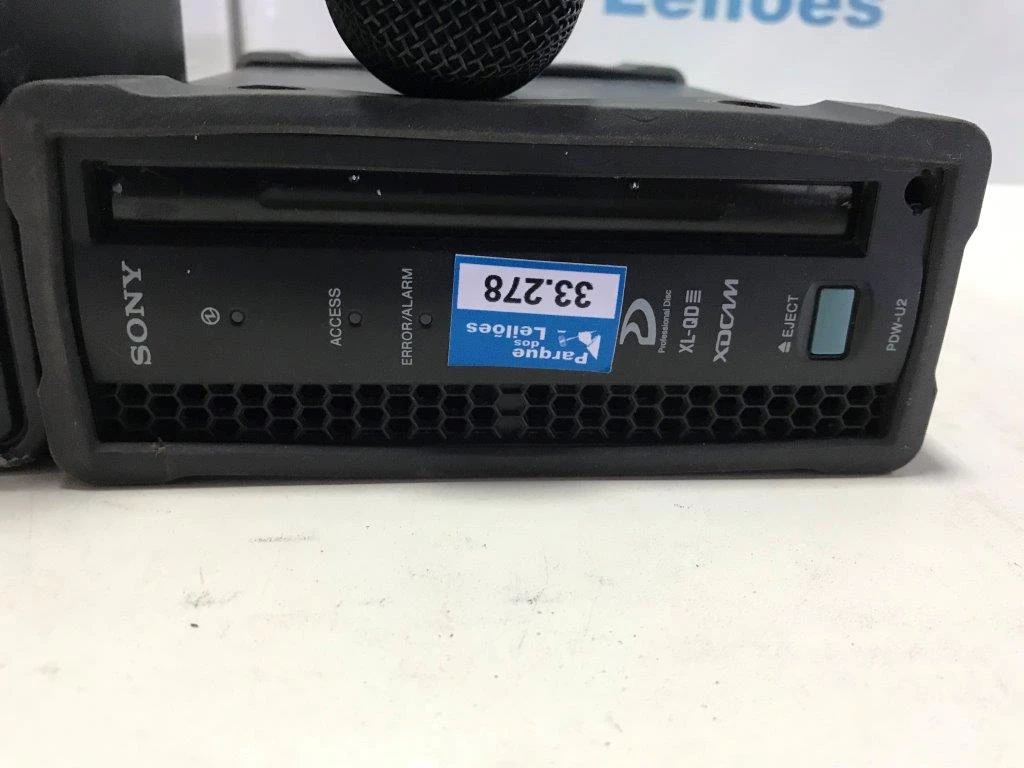 Leilões
SONY
ACCESS
ERROR/ALARM
33.278
Parque
dos
Leilões
Professional Disc
XL-QD
XDCAM
EJECT
PDW-U2